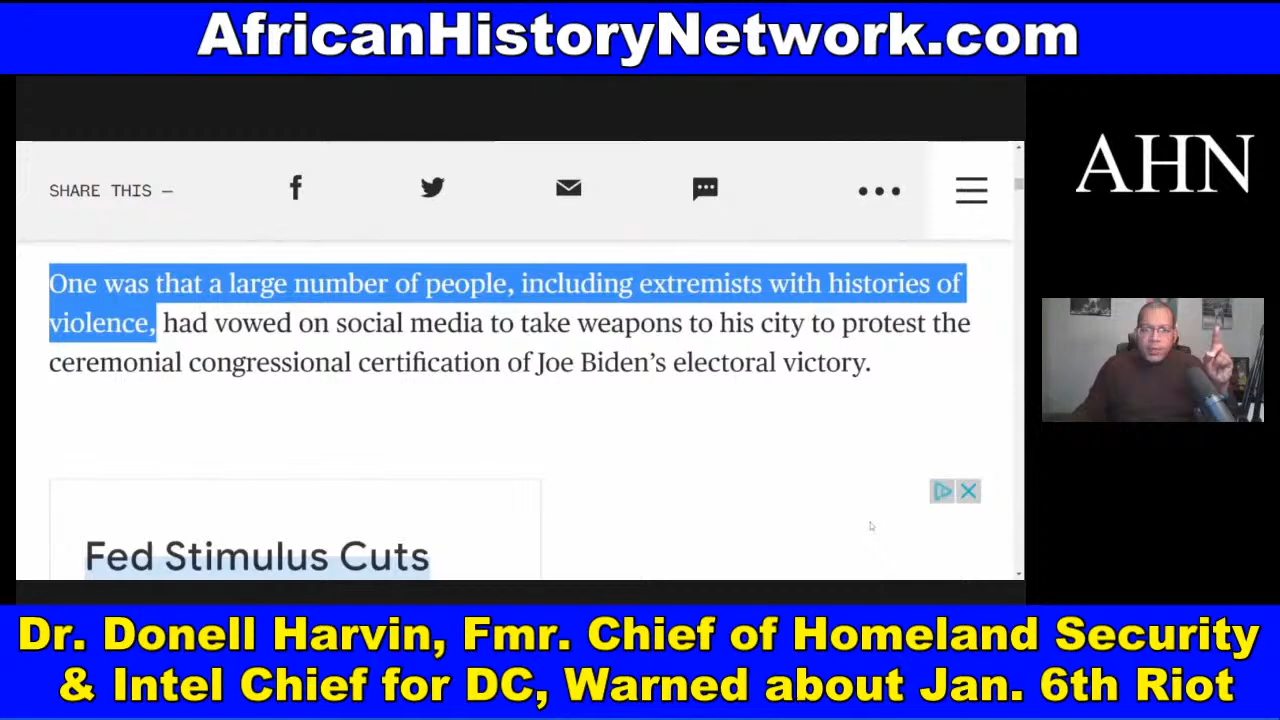 AfricanHistoryNetwork.com
SHARE THIS —
AHN
One was that a large number of people, including extremists with histories of
violence, had vowed on social media to take weapons to his city to protest the
ceremonial congressional certification of Joe Biden's electoral victory.
Fed Stimulus Cuts
Dr. Donell Harvin, Fmr. Chief of Homeland Security
& Intel Chief for DC, Warned about Jan. 6th Riot